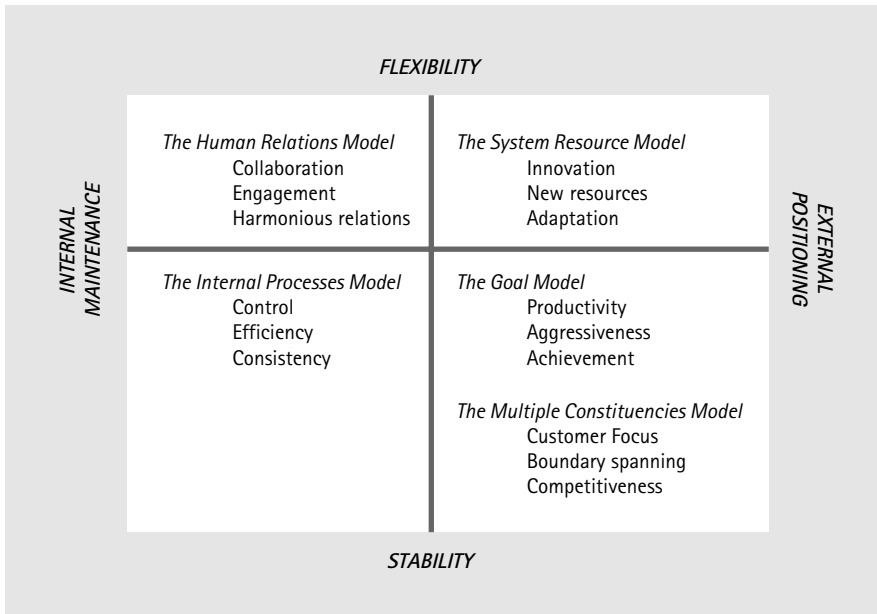 FLEXIBILITY
INTERNAL
MAINTENANCE
The Human Relations Model
Collaboration
Engagement
Harmonious relations
The System Resource Model
Innovation
New resources
Adaptation
EXTERNAL
POSITIONING
The Internal Processes Model
Control
Efficiency
Consistency
The Goal Model
Productivity
Aggressiveness
Achievement
The Multiple Constituencies Model
Customer Focus
Boundary spanning
Competitiveness
STABILITY